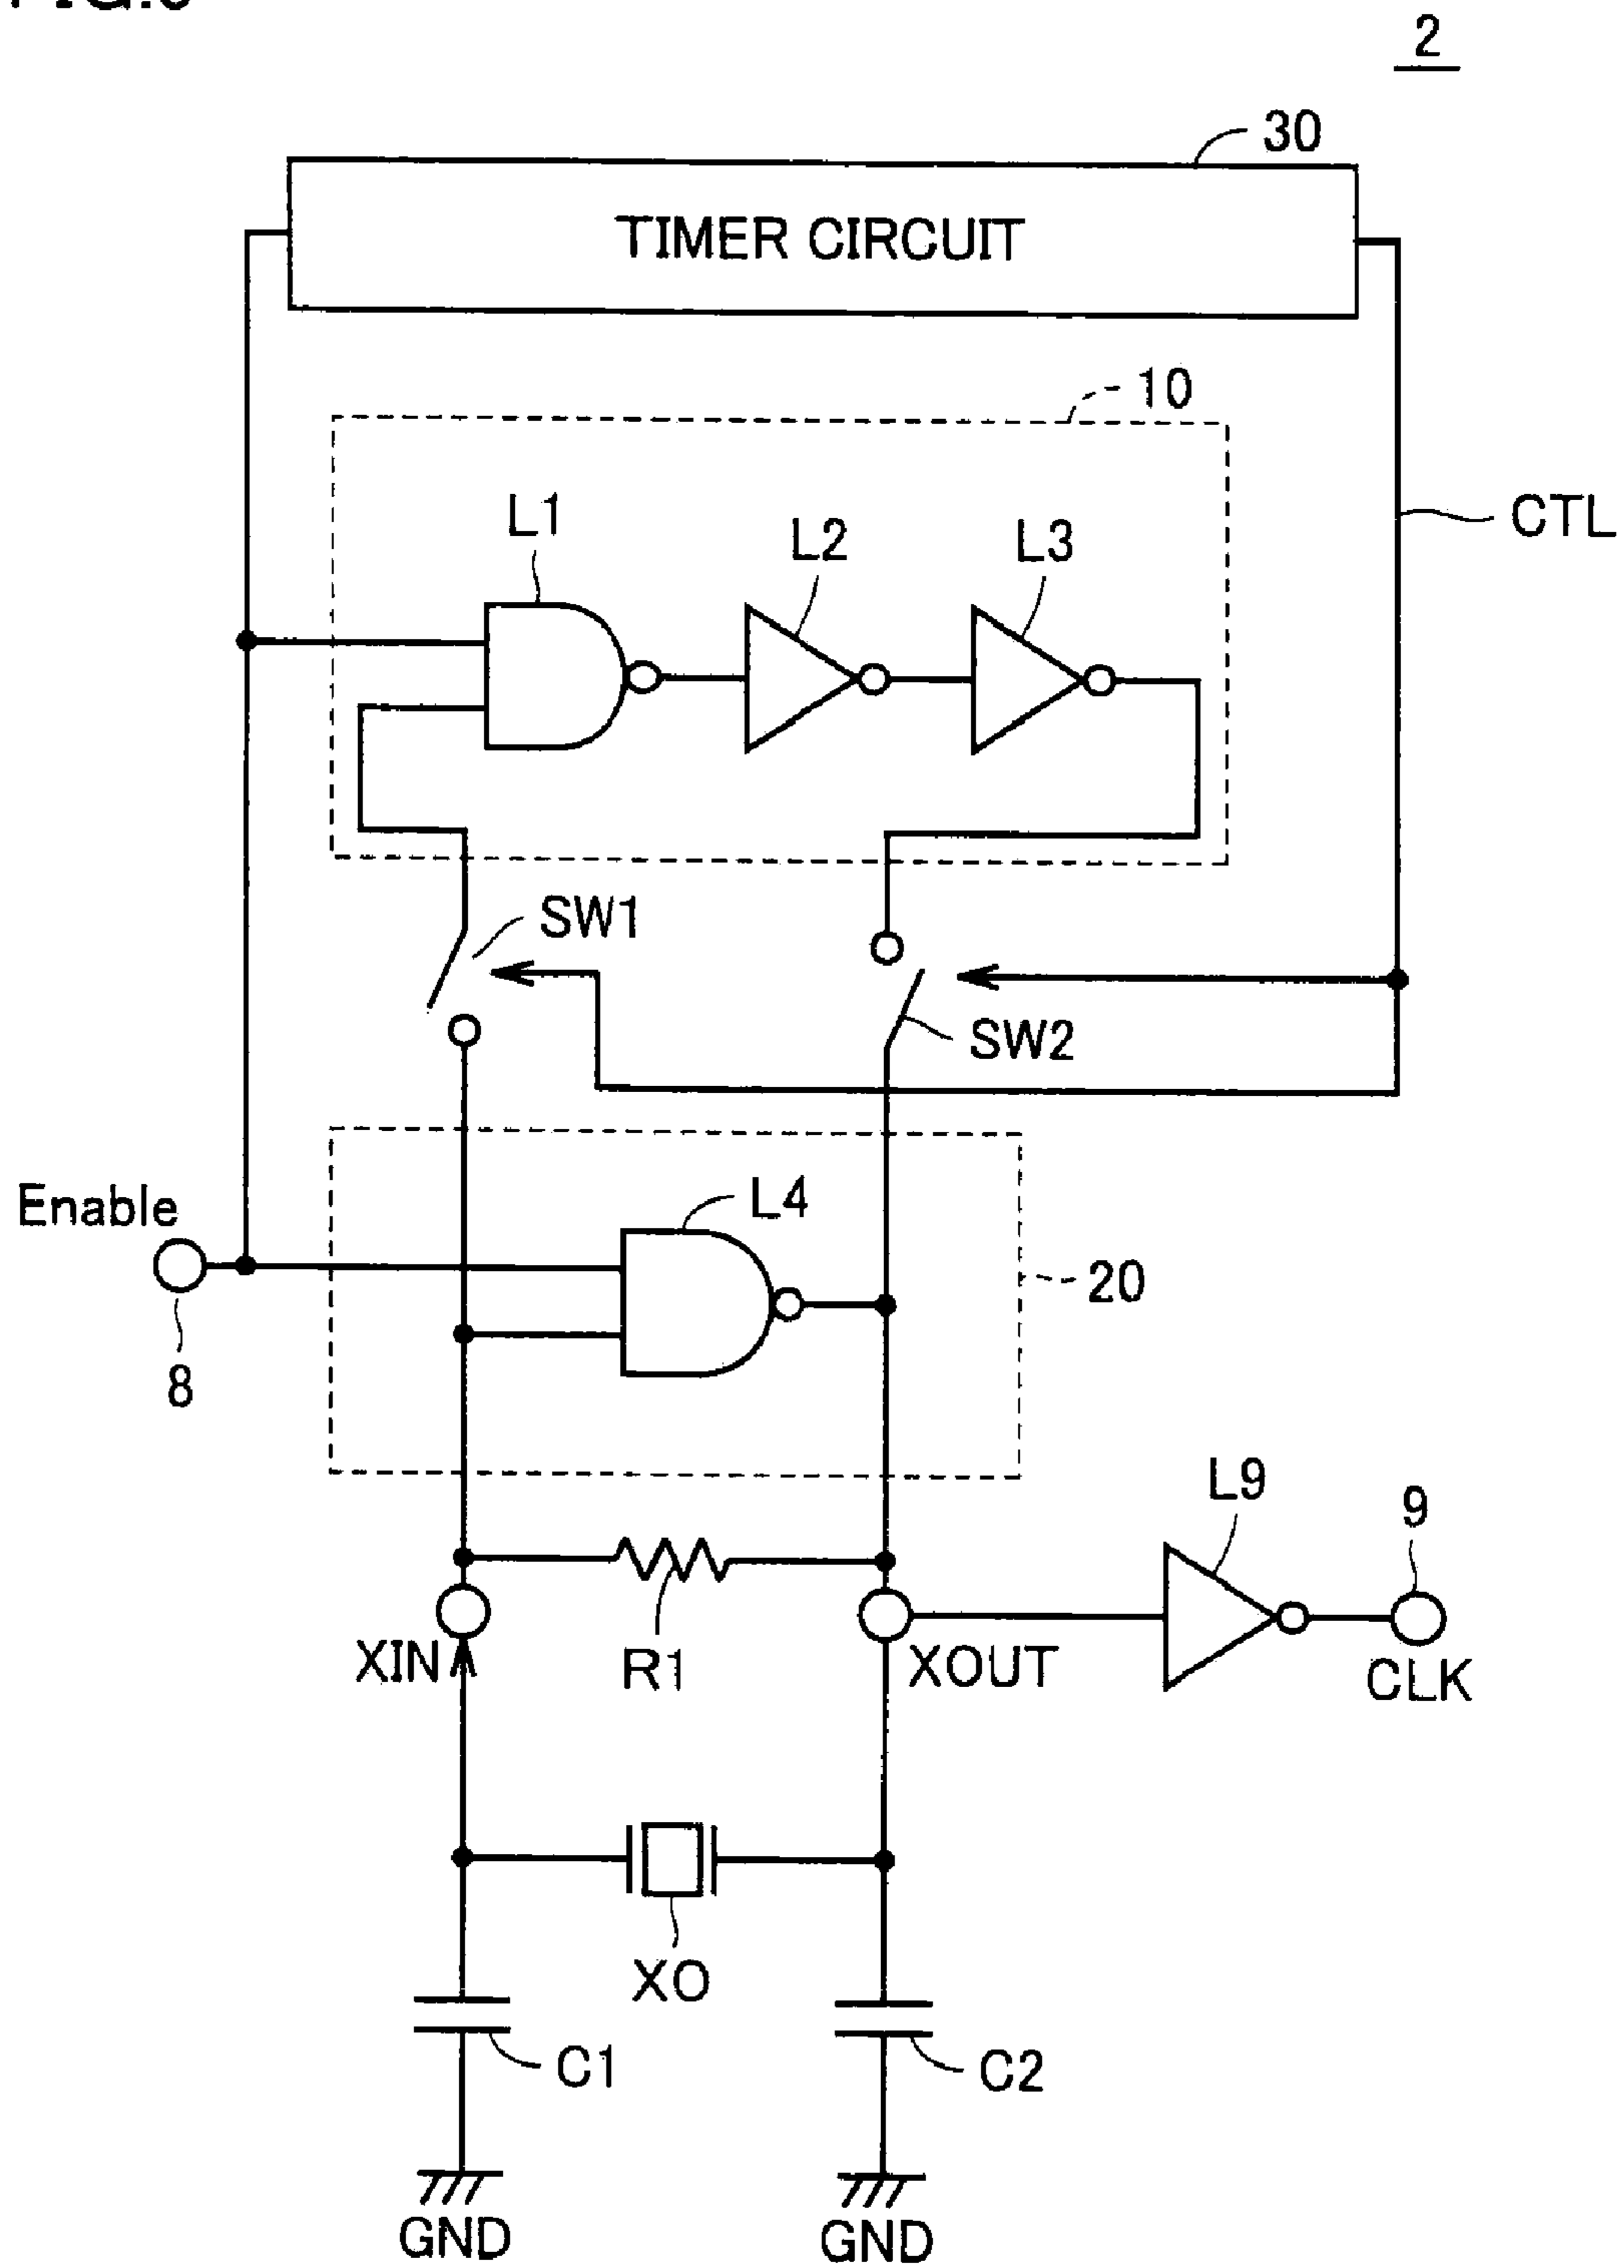 2
30
TIMER CIRCUIT
10
L1
L2
L3
CTL
SW1
SW2
Enable
8
L4
20
L9
9
XIN
R1
XOUT
CLK
XO
C1
C2
GND
GND